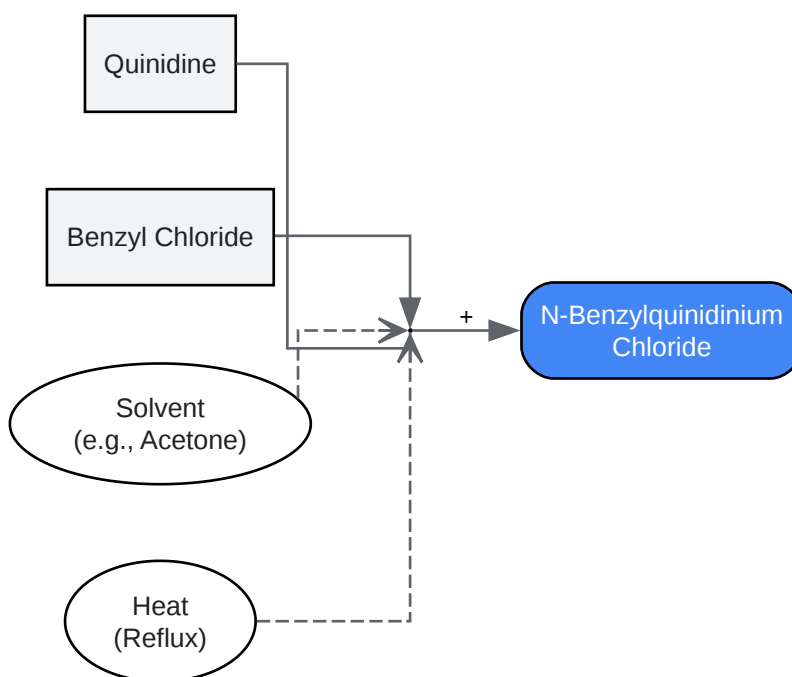 Quinidine
Benzyl Chloride
+
N-Benzylquinidinium
Chloride
Solvent
(e.g., Acetone)
Heat
(Reflux)